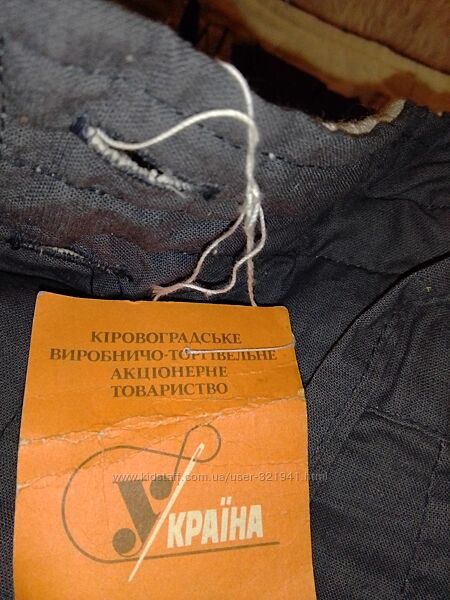 КІРОВОГРАДСЬКЕ
ВИРОБНИЧО-ТОРГІВЕЛЬНЕ
АКЦІОНЕРНЕ
ТОВАРИСТВО
www.kidstaff.com.ua/user-321941.html
УКРАЇНА